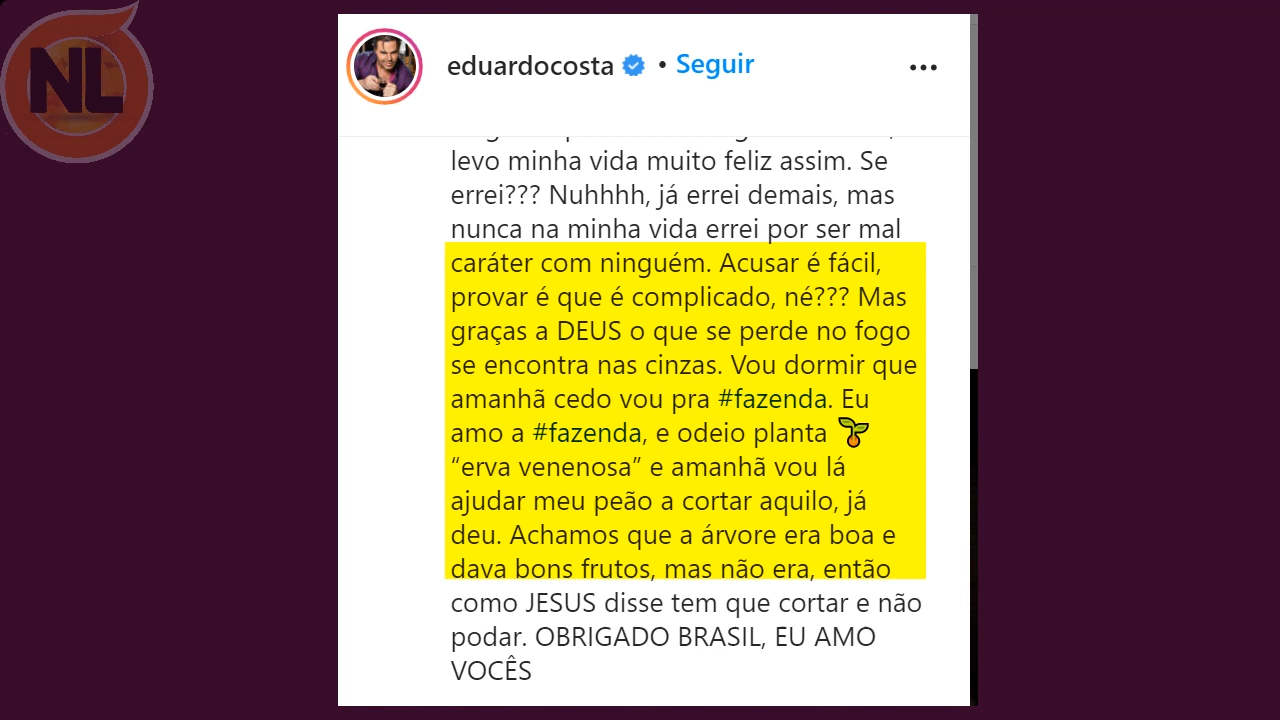 NL
eduardocosta • Seguir
levo minha vida muito feliz assim. Se
errei??? Nuhhhh, já errei demais, mas
nunca na minha vida errei por ser mal
caráter com ninguém. Acusar é fácil,
provar é que é complicado, né??? Mas
graças a DEUS o que se perde no fogo
se encontra nas cinzas. Vou dormir que
amanhã cedo vou pra #fazenda. Eu
amo a #fazenda, e odeio planta 🌱
“erva venenosa” e amanhã vou lá
ajudar meu peão a cortar aquilo, já
deu. Achamos que a árvore era boa e
dava bons frutos, mas não era, então
como JESUS disse tem que cortar e não
podar. OBRIGADO BRASIL, EU AMO
VOCÊS